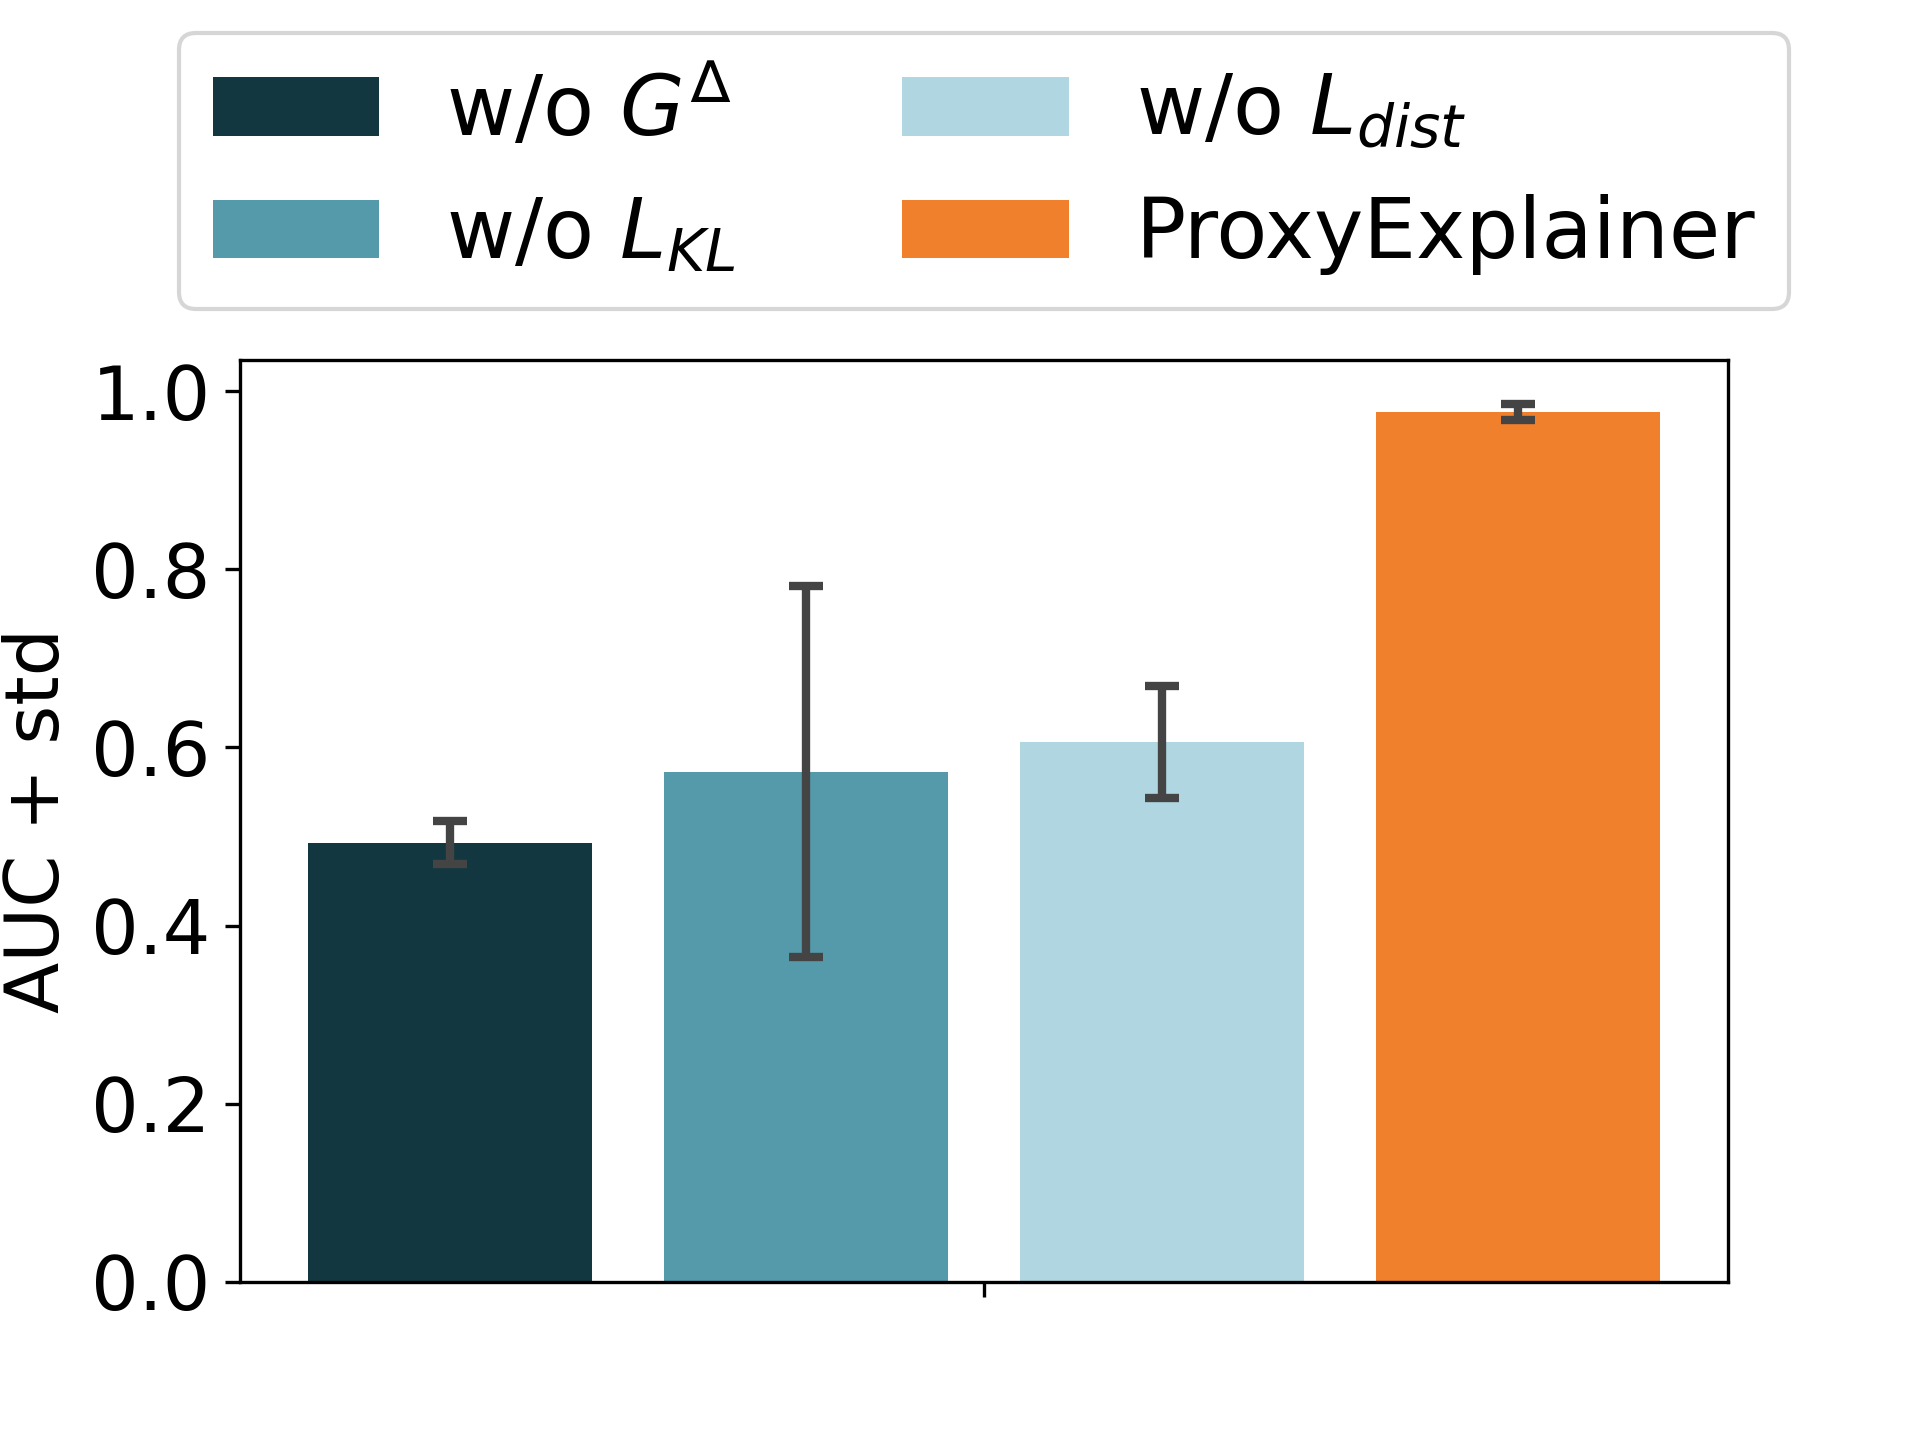 w/o G^Δ
w/o L_dist
w/o L_KL
ProxyExplainer
AUC + std
1.0
0.8
0.6
0.4
0.2
0.0